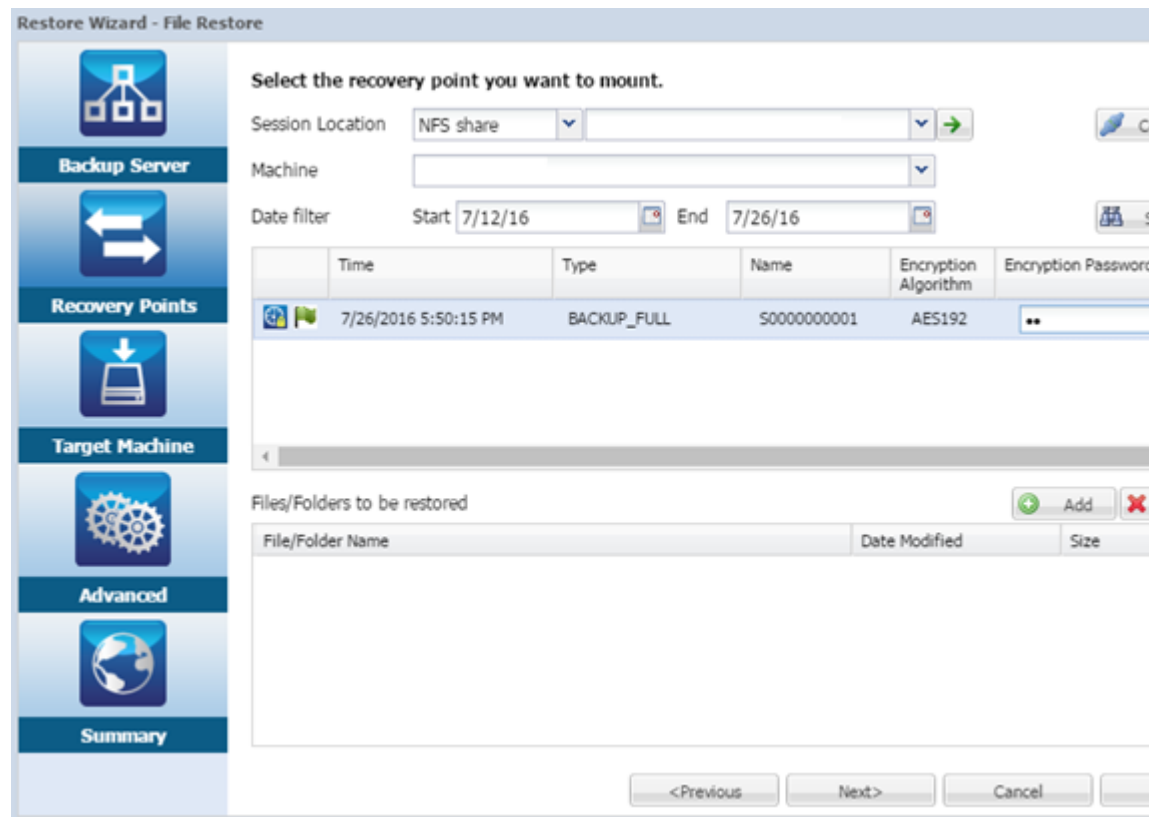 Restore Wizard - File Restore
Backup Server
Recovery Points
Target Machine
Advanced
Summary
Select the recovery point you want to mount.
Session Location NFS share
Machine
Date filter Start 7/12/16 End 7/26/16
Time Type Name Encryption Algorithm Encryption Password
7/26/2016 5:50:15 PM BACKUP_FULL S0000000001 AES192 ••
Files/Folders to be restored Add
File/Folder Name Date Modified Size
<Previous Next> Cancel